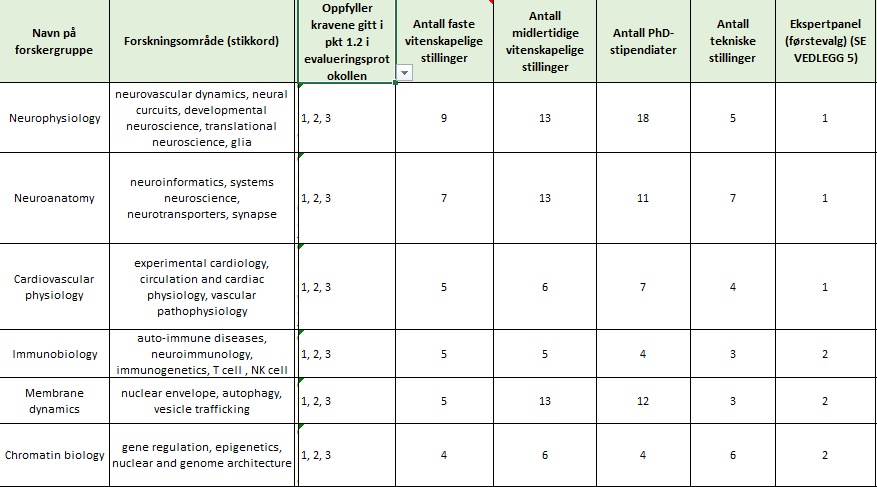 Navn på
forskergruppe
Forskningsområde (stikkord)
Oppfyller
kravene gitt i
pkt 1.2 i
evalueringsprot
okollen
Antall faste
vitenskapelige
stillinger
Antall
midlertidige
vitenskapelige
stillinger
Antall PhD-
stipendiater
Antall
tekniske
stillinger
Ekspertpanel
(førstevalg) (SE
VEDLEGG 5)
Neurophysiology
neurovascular dynamics, neural
curcuits, developmental
neuroscience, translational
neuroscience, glia
1, 2, 3
9
13
18
5
1
Neuroanatomy
neuroinformatics, systems
neuroscience,
neurotransporters, synapse
1, 2, 3
7
13
11
7
1
Cardiovascular
physiology
experimental cardiology,
circulation and cardiac
physiology, vascular
pathophysiology
1, 2, 3
5
6
7
4
1
Immunobiology
auto-immune diseases,
neuroimmunology,
immunogenetics, T cell , NK cell
1, 2, 3
5
5
4
3
2
Membrane
dynamics
nuclear envelope, autophagy,
vesicle trafficking
1, 2, 3
5
13
12
3
2
Chromatin biology
gene regulation, epigenetics,
nuclear and genome architecture
1, 2, 3
4
6
4
6
2